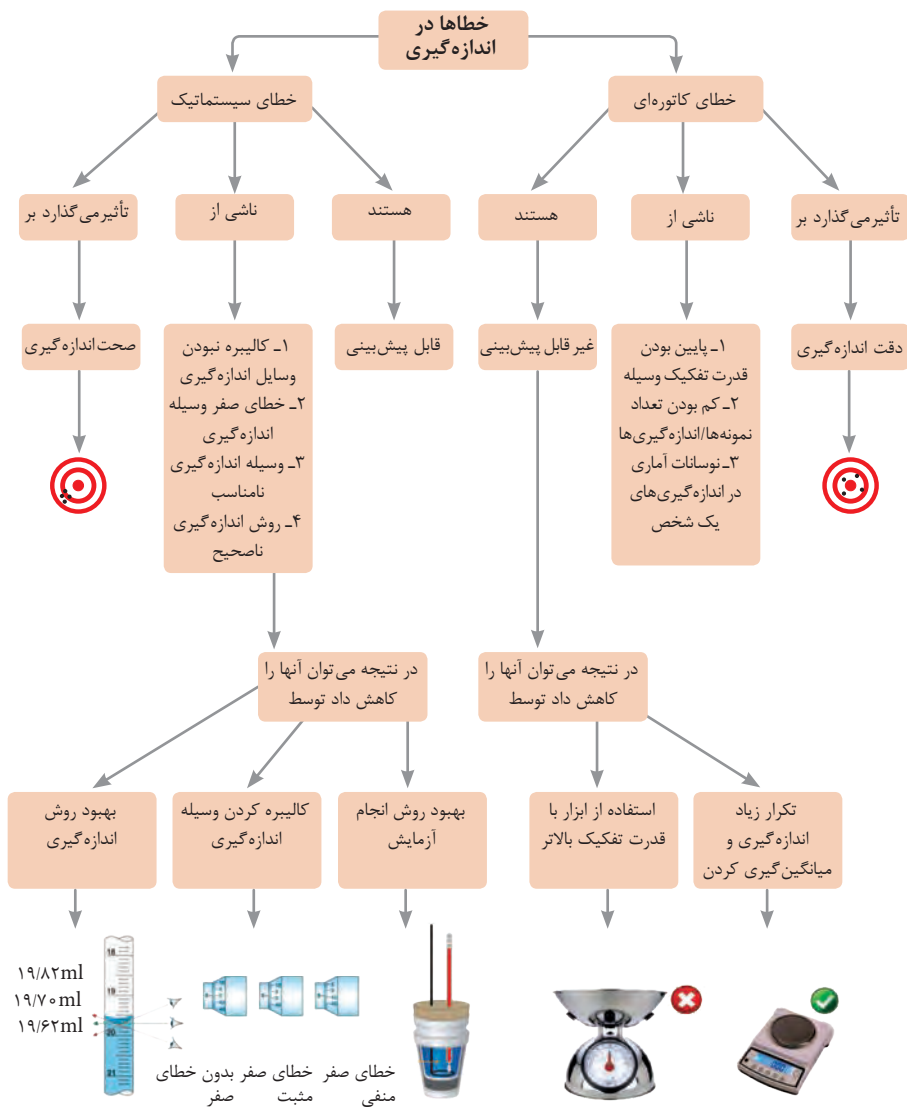 خطاها در
اندازه‌گیری
خطای کاتوره‌ای
خطای سیستماتیک
تأثیرمی‌گذارد بر
ناشی از
هستند
هستند
ناشی از
تأثیرمی‌گذارد بر
دقت اندازه‌گیری
۱ـ پایین بودن
قدرت تفکیک وسیله
۲ـ کم بودن تعداد
نمونه‌ها/اندازه‌گیری‌ها
۳ـ نوسانات آماری
در اندازه‌گیری‌های
یک شخص
غیر قابل پیش‌بینی
قابل پیش‌بینی
۱ـ کالیبره نبودن
وسایل اندازه‌گیری
۲ـ خطای صفر وسیله
اندازه‌گیری
۳ـ وسیله اندازه‌گیری
نامناسب
۴ـ روش اندازه‌گیری
ناصحیح
صحت اندازه‌گیری
در نتیجه می‌توان آنها را
کاهش داد توسط
در نتیجه می‌توان آنها را
کاهش داد توسط
تکرار زیاد
اندازه‌گیری و
میانگین‌گیری کردن
استفاده از ابزار با
قدرت تفکیک بالاتر
بهبود روش انجام
آزمایش
کالیبره کردن وسیله
اندازه‌گیری
بهبود روش
اندازه‌گیری
خطای صفر
منفی
خطای صفر
مثبت
بدون خطای
صفر
18
19
20
21
۱۹/۸۲ml
۱۹/۷۰ml
۱۹/۶۲ml